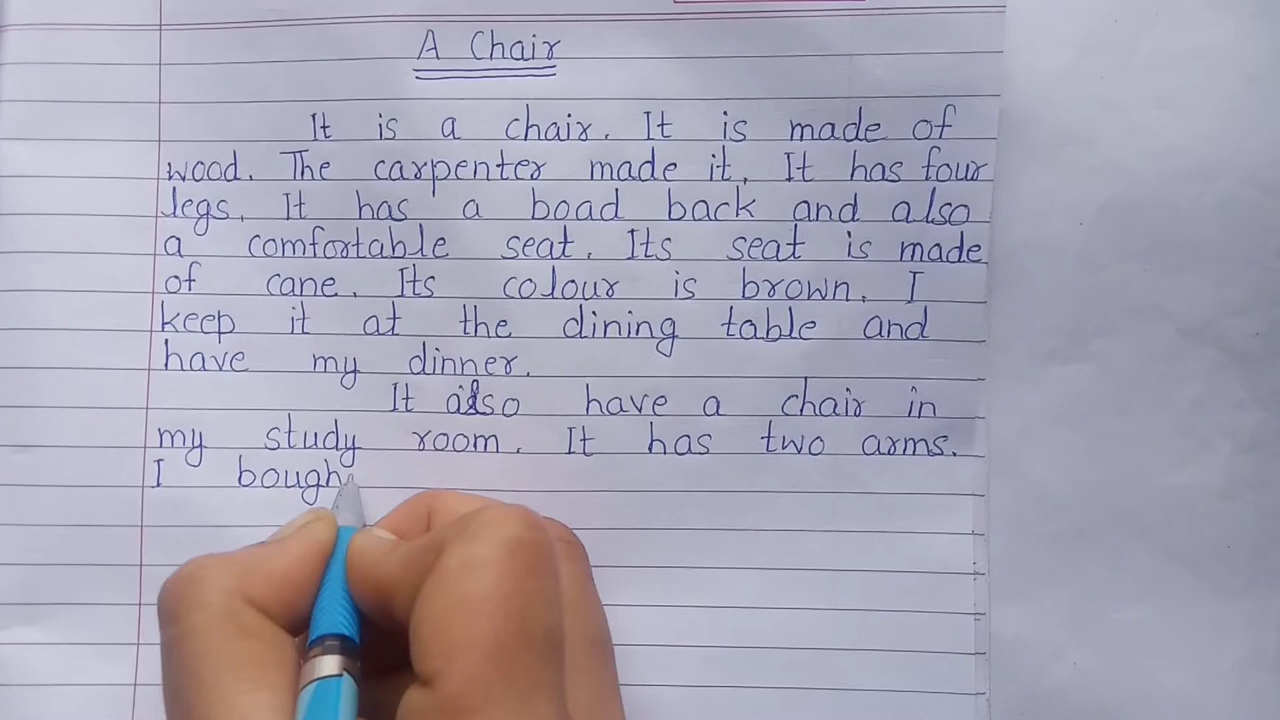 A Chair
It is a chair. It is made of
wood. The carpenter made it. It has four
legs. It has a boad back and also
a comfortable seat. Its seat is made
of cane. Its colour is brown. I
keep it at the dining table and
have my dinner.
It also have a chair in
my study room. It has two arms.
I bough